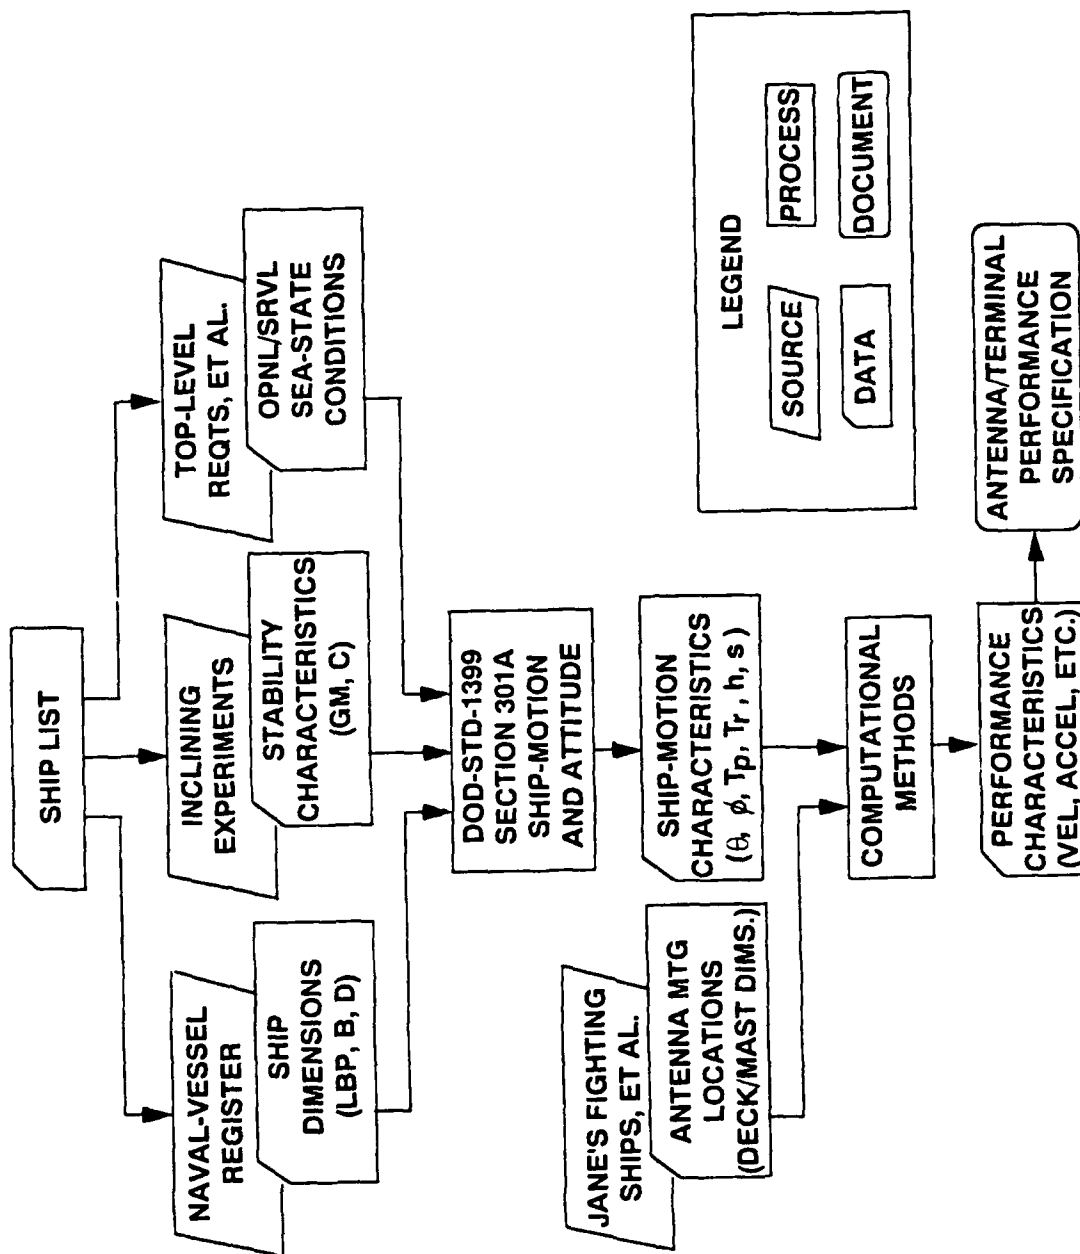 SHIP LIST
NAVAL-VESSEL
REGISTER
SHIP
DIMENSIONS
(LBP, B, D)
INCLINING
EXPERIMENTS
STABILITY
CHARACTERISTICS
(GM, C)
TOP-LEVEL
REQTS, ET AL.
OPNL/SRVL
SEA-STATE
CONDITIONS
DOD-STD-1399
SECTION 301A
SHIP-MOTION
AND ATTITUDE
JANE'S FIGHTING
SHIPS, ET AL.
ANTENNA MTG
LOCATIONS
(DECK/MAST DIMS.)
SHIP-MOTION
CHARACTERISTICS
(θ, ϕ, Tp, Tr, h, s)
COMPUTATIONAL
METHODS
PERFORMANCE
CHARACTERISTICS
(VEL, ACCEL, ETC.)
ANTENNA/TERMINAL
PERFORMANCE
SPECIFICATION
LEGEND
SOURCE
PROCESS
DATA
DOCUMENT